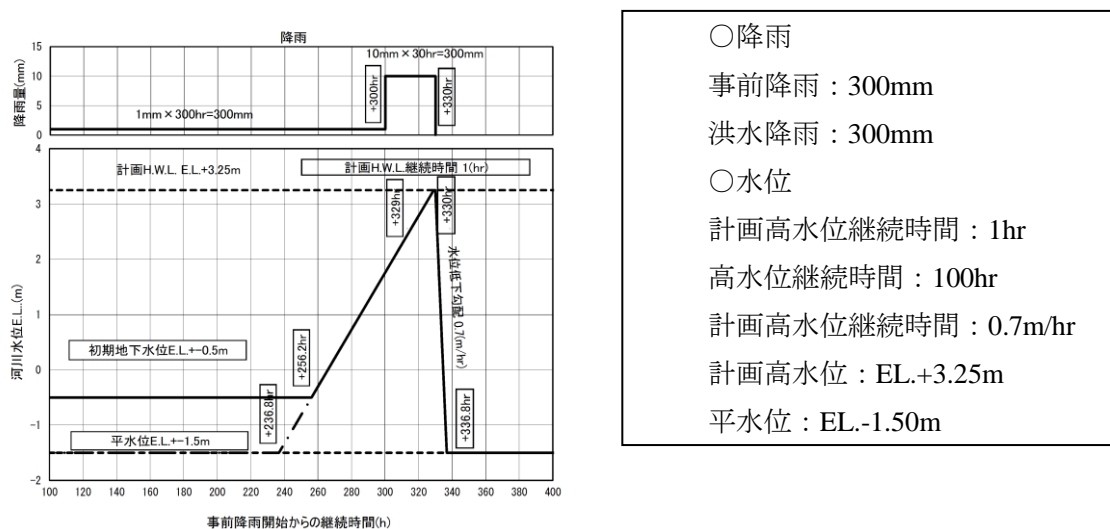 降雨
降雨量(mm)
15
10
5
0
10mm×30hr=300mm
+300hr
+330hr
1mm×300hr=300mm
河川水位E.L.(m)
4
3
2
1
0
−1
−2
計画H.W.L. E.L.+3.25m
計画H.W.L.継続時間 1(hr)
+329hr
+330hr
水位低下勾配 0.7(m/hr)
初期地下水位E.L.+−0.5m
+256.2hr
+236.8hr
+336.8hr
平水位E.L.+−1.5m
100 120 140 160 180 200 220 240 260 280 300 320 340 360 380 400
事前降雨開始からの継続時間(h)
○降雨
事前降雨：300mm
洪水降雨：300mm
○水位
計画高水位継続時間：1hr
高水位継続時間：100hr
計画高水位継続時間：0.7m/hr
計画高水位：EL.+3.25m
平水位：EL.-1.50m